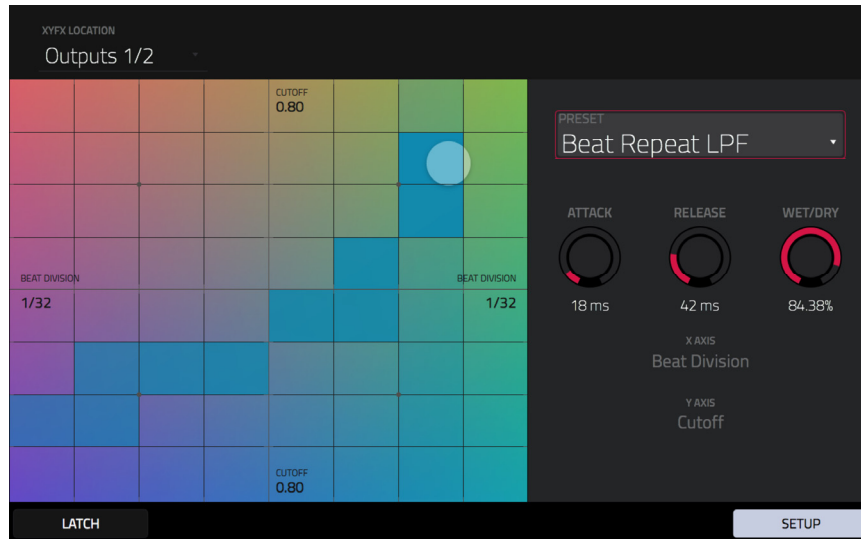 XYFX LOCATION
Outputs 1/2
CUTOFF
0.80
BEAT DIVISION
1/32
BEAT DIVISION
1/32
CUTOFF
0.80
PRESET
Beat Repeat LPF
ATTACK
RELEASE
WET/DRY
18 ms
42 ms
84.38%
X AXIS
Beat Division
Y AXIS
Cutoff
LATCH
SETUP